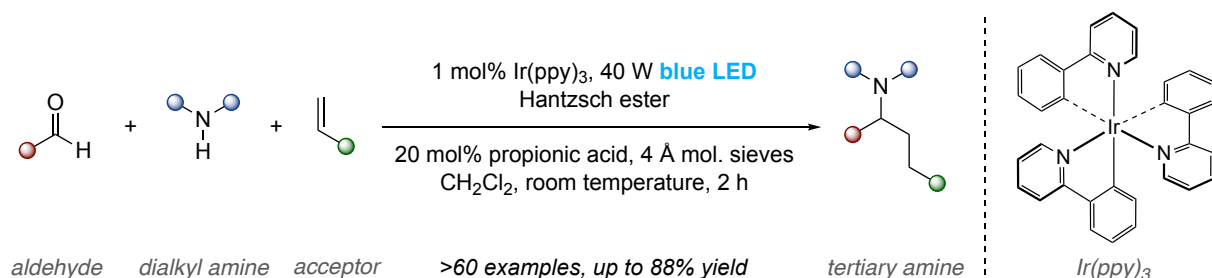 1 mol% Ir(ppy)₃, 40 W blue LED
Hantzsch ester
20 mol% propionic acid, 4 Å mol. sieves
CH₂Cl₂, room temperature, 2 h
O
H
+
N
H
+
N
N
Ir
N
N
aldehyde
dialkyl amine
acceptor
>60 examples, up to 88% yield
tertiary amine
Ir(ppy)₃